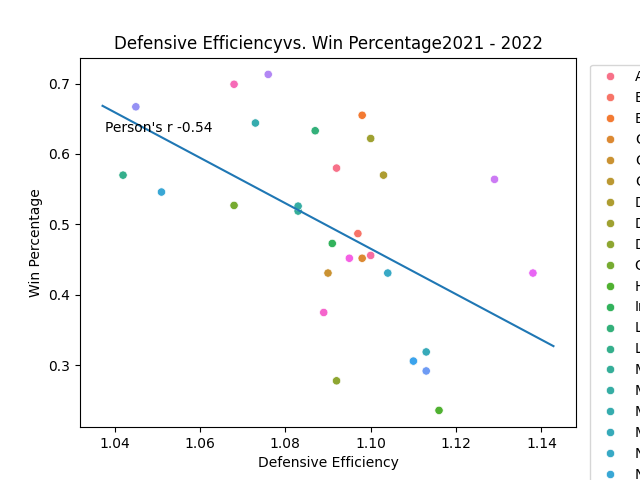 Defensive Efficiencyvs. Win Percentage2021 - 2022
Person's r -0.54
Win Percentage
0.7
0.6
0.5
0.4
0.3
1.04 1.06 1.08 1.10 1.12 1.14
Defensive Efficiency